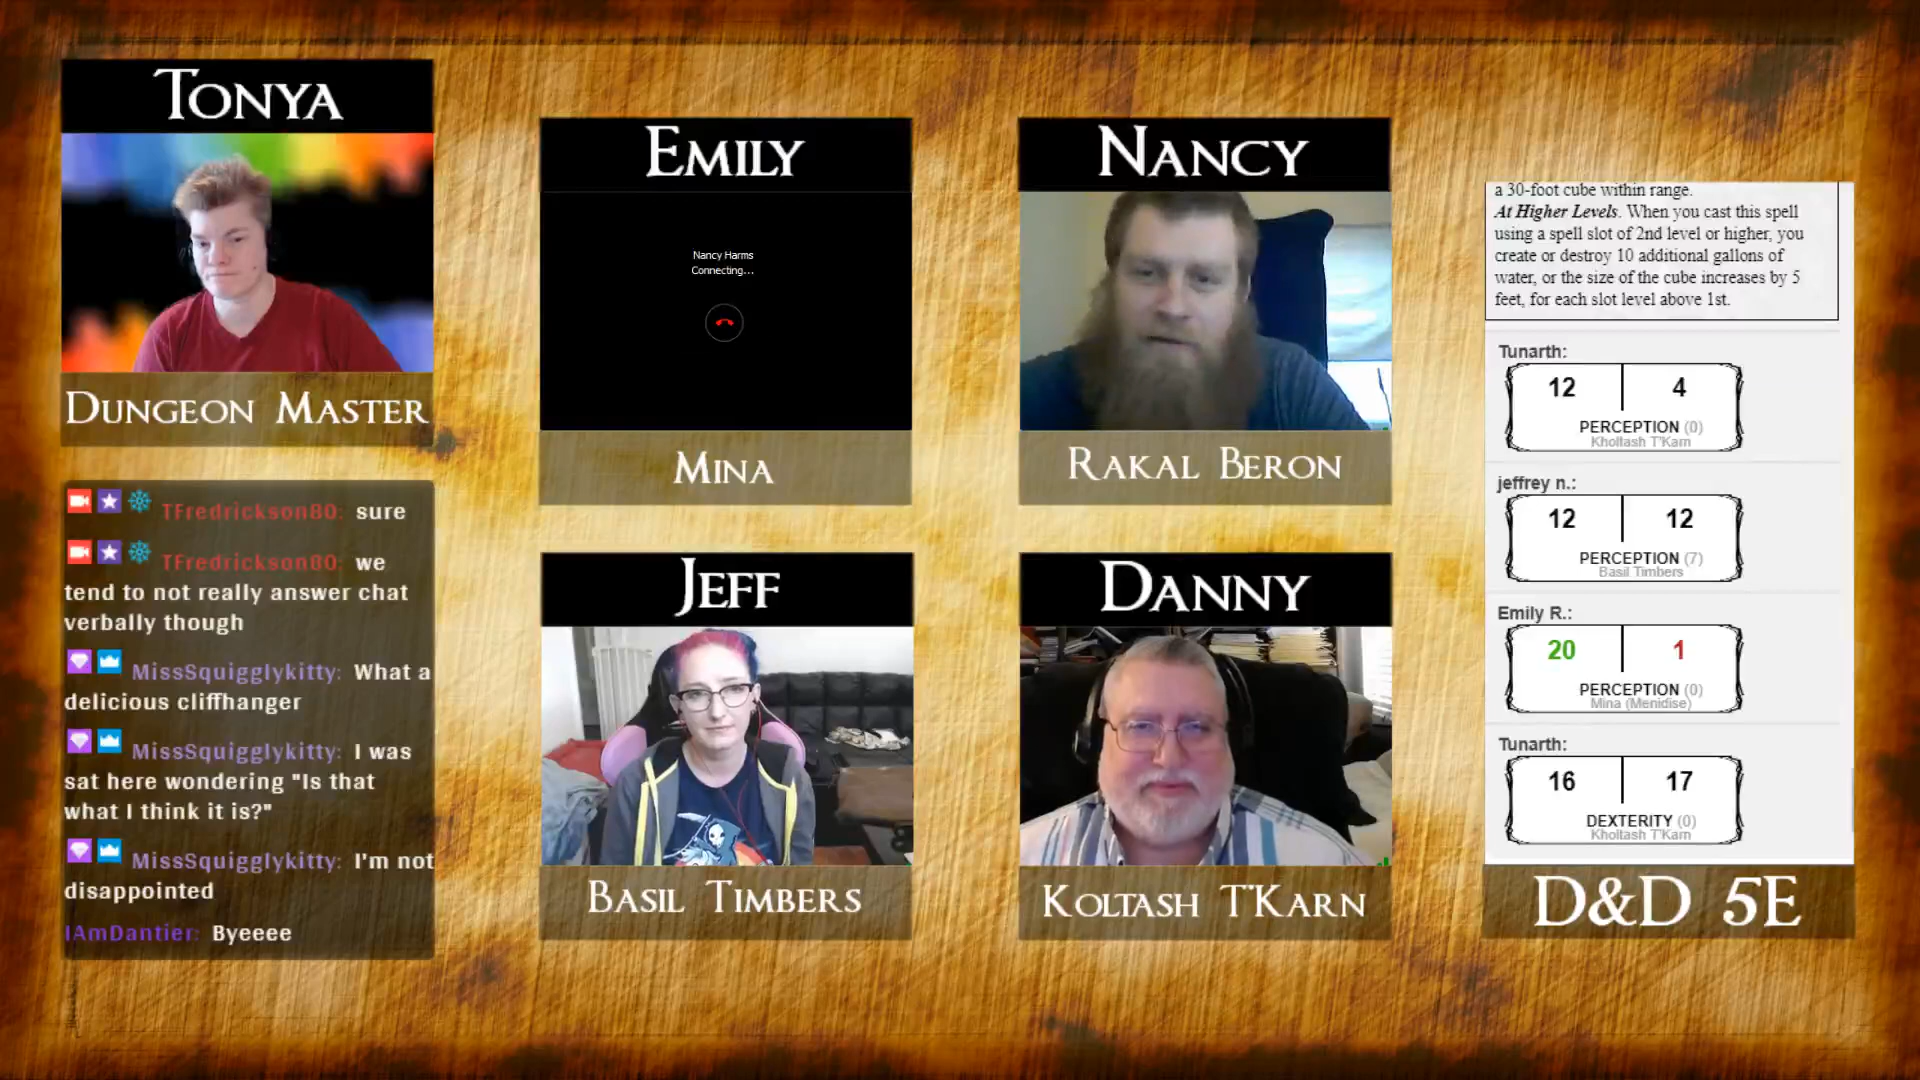 TONYA
DUNGEON MASTER
TFredrickson80: sure
TFredrickson80: we
tend to not really answer chat
verbally though
MissSquigglykitty: What a
delicious cliffhanger
MissSquigglykitty: I was
sat here wondering "Is that
what I think it is?"
MissSquigglykitty: I'm not
disappointed
IAmDantier: Byeeee
EMILY
Nancy Harms
Connecting...
MINA
NANCY
RAKAL BERON
JEFF
BASIL TIMBERS
DANNY
KOLTASH T'KARN
a 30-foot cube within range.
At Higher Levels. When you cast this spell
using a spell slot of 2nd level or higher, you
create or destroy 10 additional gallons of
water, or the size of the cube increases by 5
feet, for each slot level above 1st.
Tunarth:
12 4
PERCEPTION (0)
Kholtash T'Karn
jeffrey n.:
12 12
PERCEPTION (7)
Basil Timbers
Emily R.:
20 1
PERCEPTION (0)
Mina (Menidise)
Tunarth:
16 17
DEXTERITY (0)
Kholtash T'Karn
D&D 5E